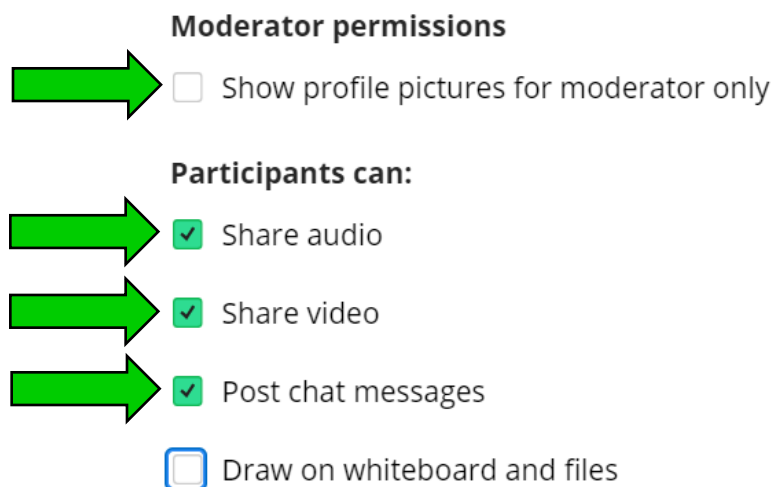 Moderator permissions
Show profile pictures for moderator only
Participants can:
Share audio
Share video
Post chat messages
Draw on whiteboard and files